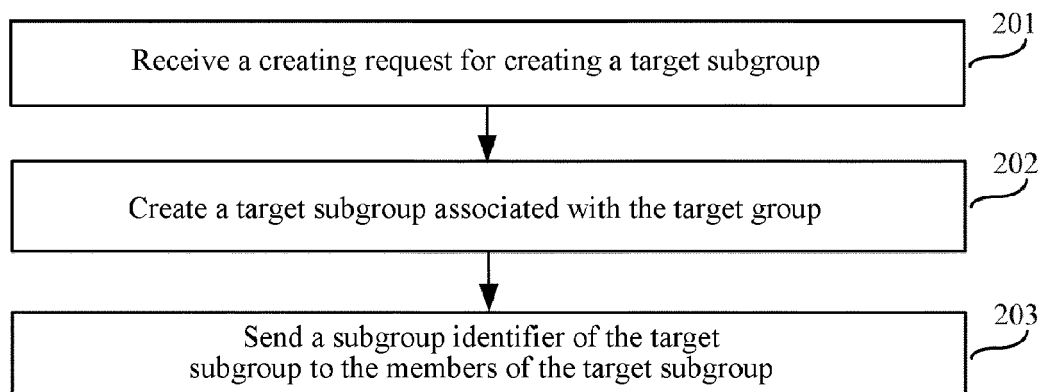 201
Receive a creating request for creating a target subgroup
202
Create a target subgroup associated with the target group
203
Send a subgroup identifier of the target
subgroup to the members of the target subgroup